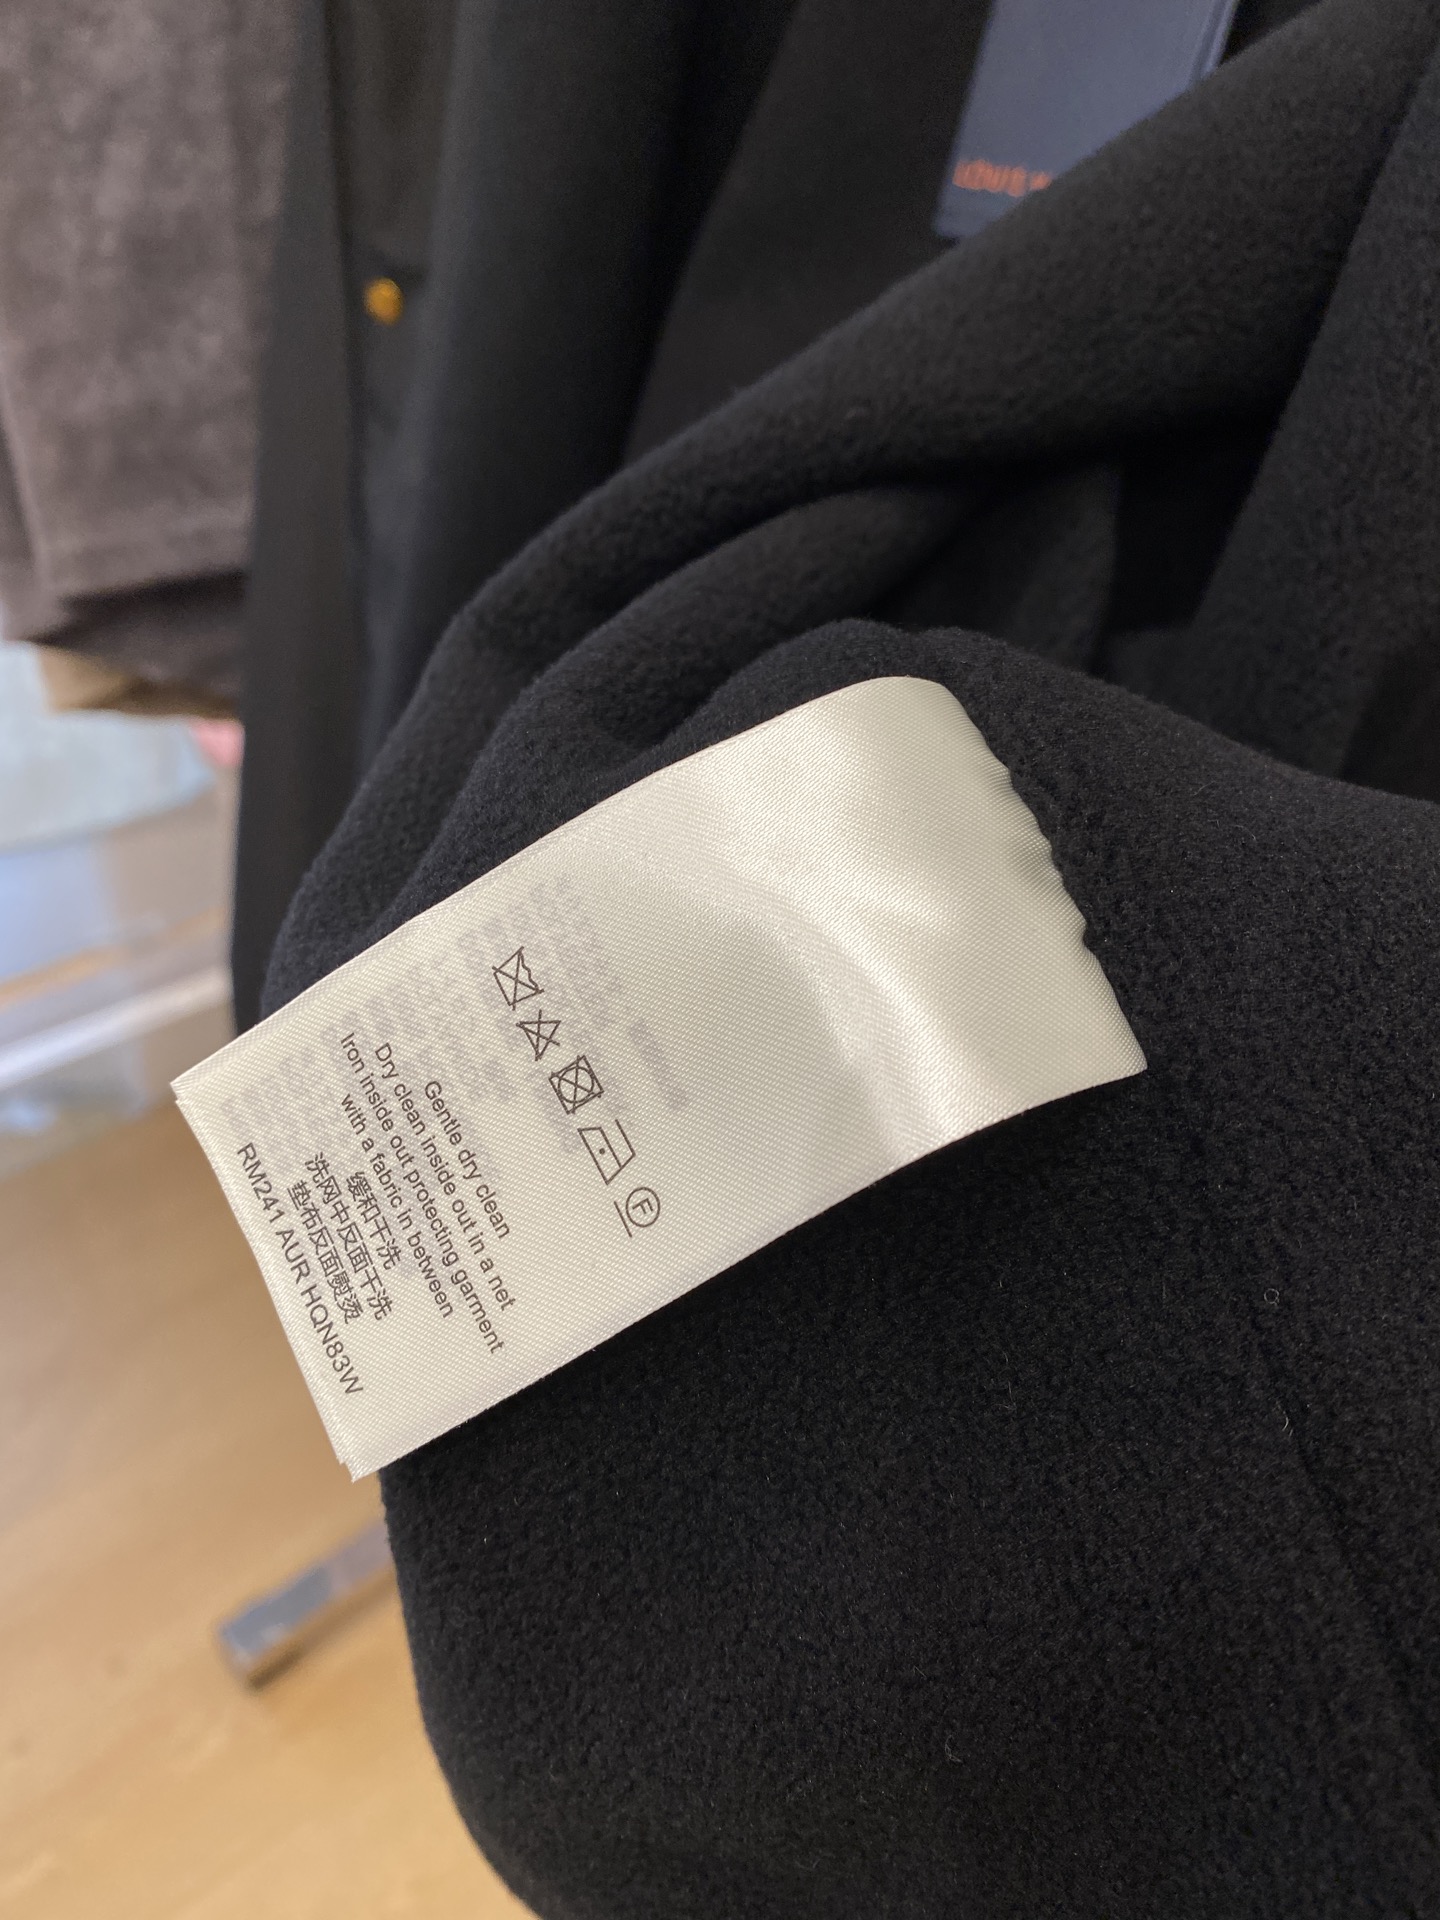 F
Gentle dry clean
Dry clean inside out in a net
Iron inside out protecting garment
with a fabric in between
缓和干洗
洗网中反面干洗
垫布反面熨烫
RM241 AUR HQN83W